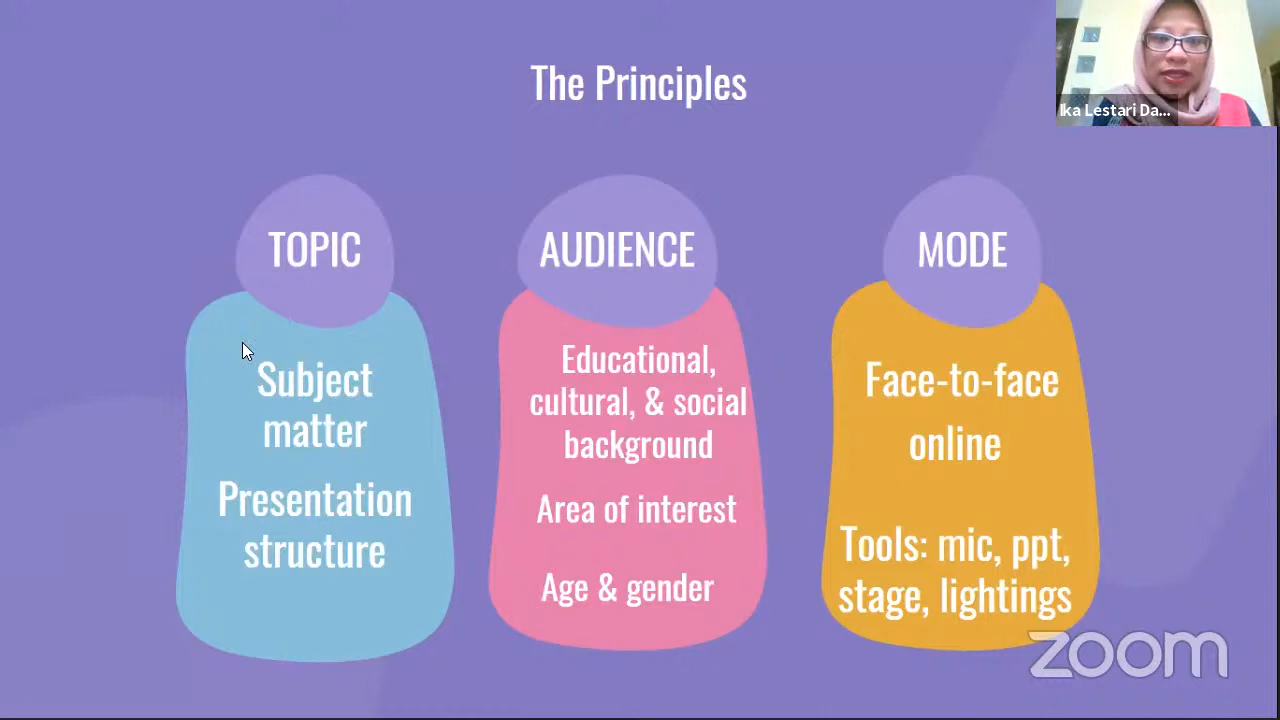 The Principles
Ika Lestari Da...
TOPIC
Subject
matter
Presentation
structure
AUDIENCE
Educational,
cultural, & social
background
Area of interest
Age & gender
MODE
Face-to-face
online
Tools: mic, ppt,
stage, lightings
zoom